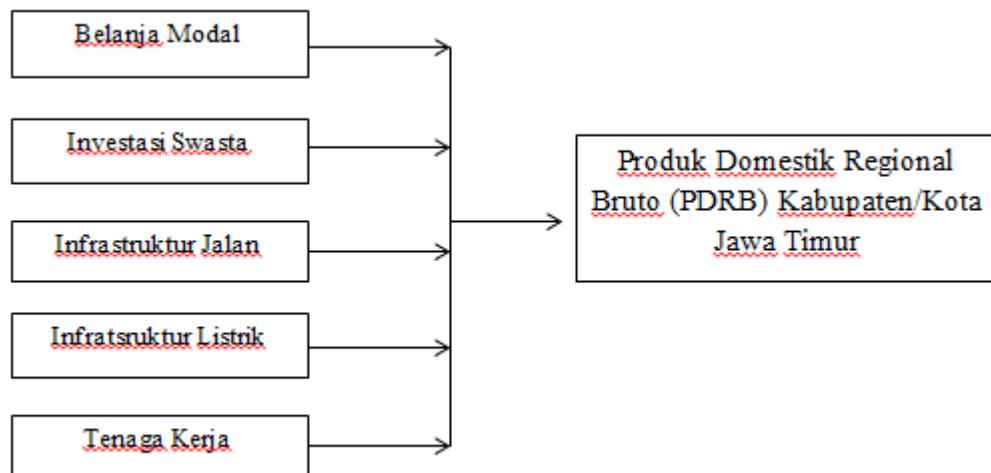 Belanja Modal
Investasi Swasta
Infrastruktur Jalan
Infratsruktur Listrik
Tenaga Kerja
Produk Domestik Regional
Bruto (PDRB) Kabupaten/Kota
Jawa Timur